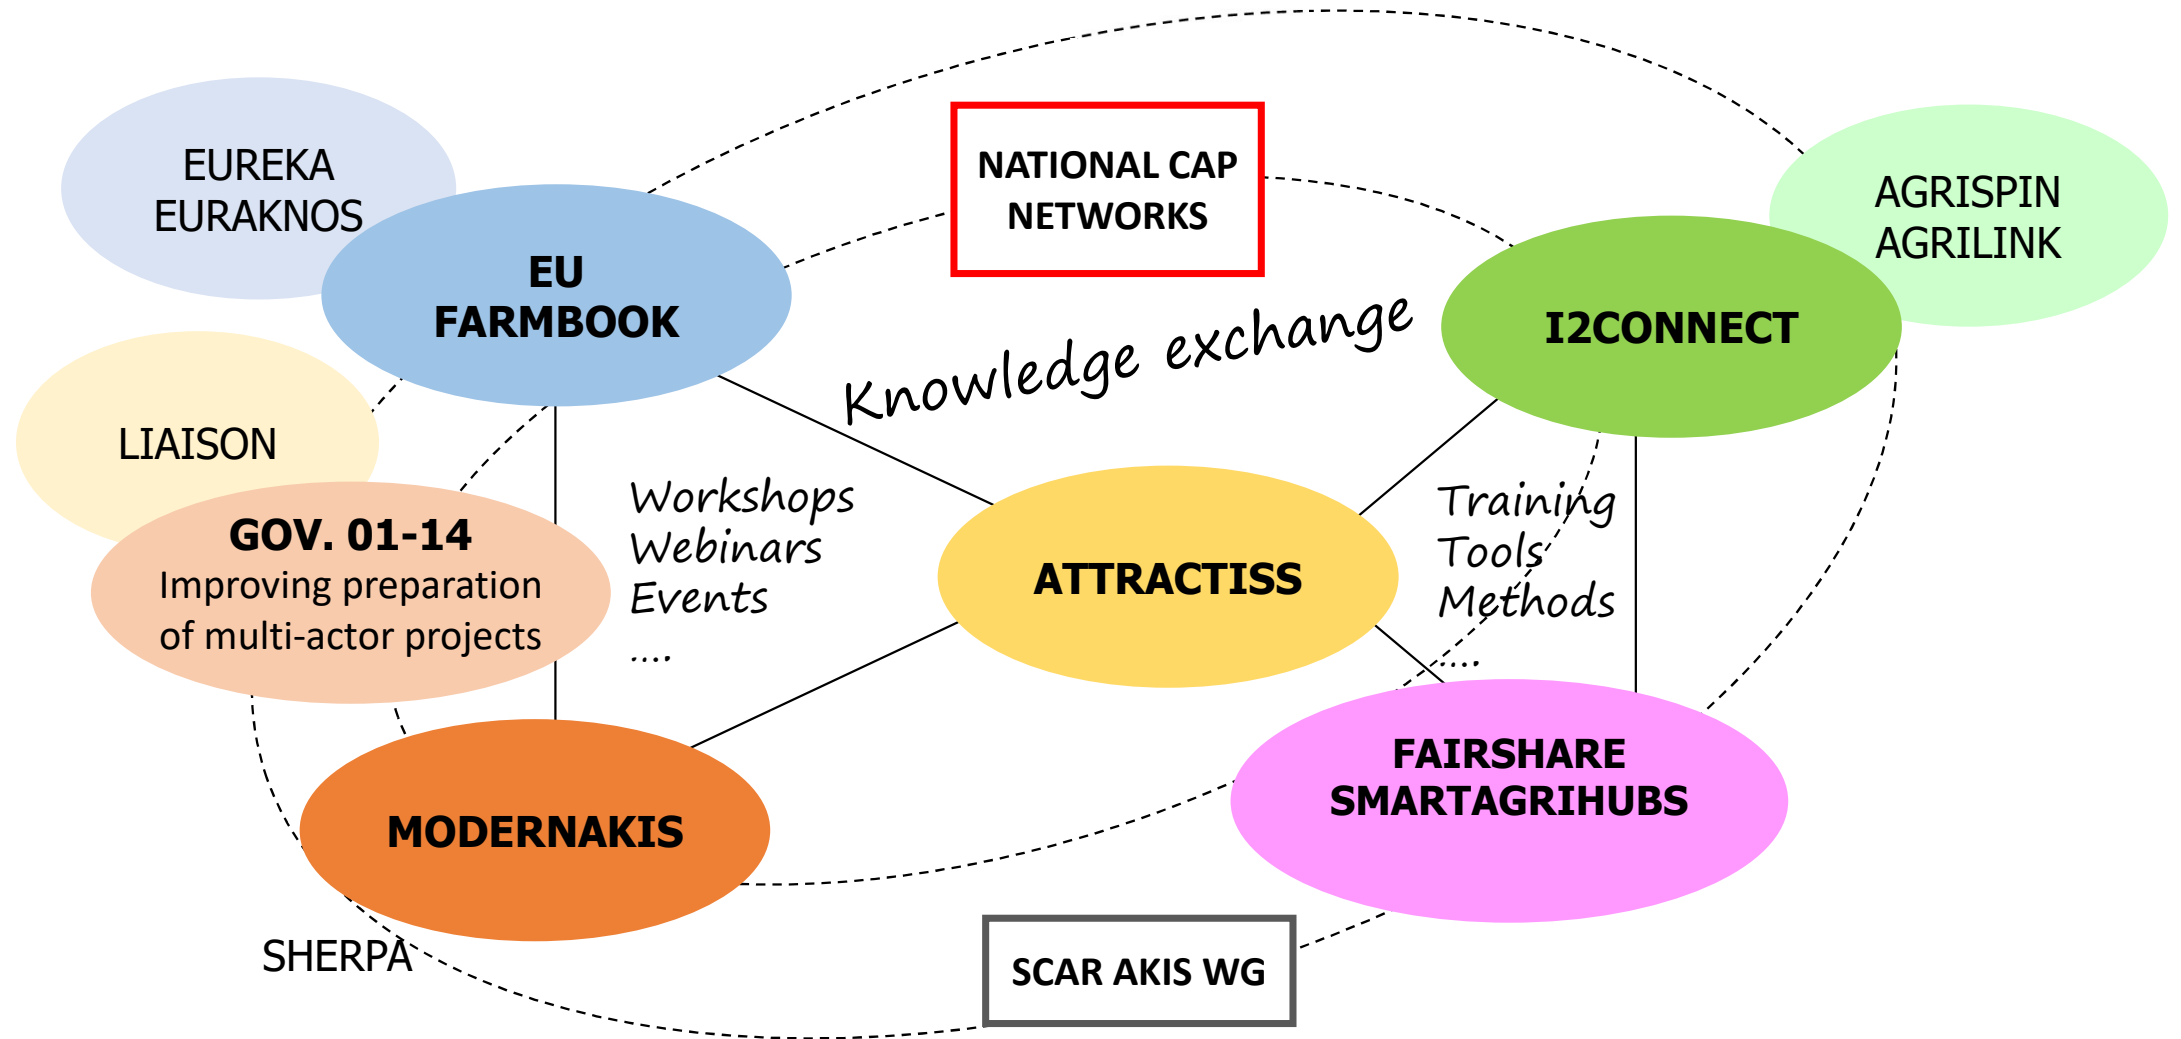 NATIONAL CAP
NETWORKS
EUREKA
EURAKNOS
AGRISPIN
AGRILINK
EU
FARMBOOK
I2CONNECT
Knowledge exchange
LIAISON
GOV. 01-14
Improving preparation
of multi-actor projects
Workshops
Webinars
Events
....
ATTRACTISS
Training
Tools
Methods
....
MODERNAKIS
FAIRSHARE
SMARTAGRIHUBS
SHERPA
SCAR AKIS WG